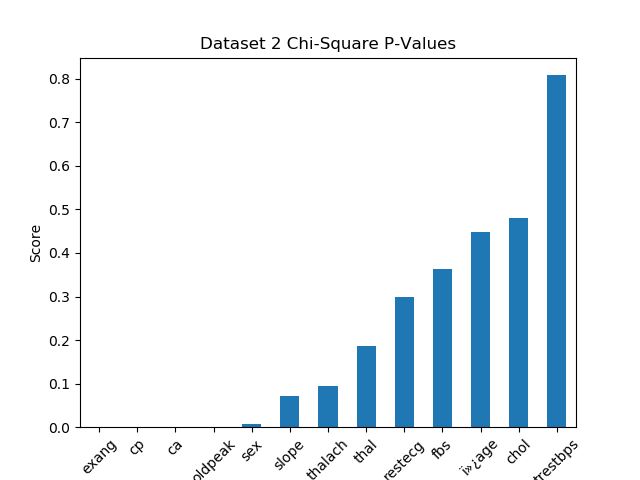 Dataset 2 Chi-Square P-Values
Score
0.8
0.7
0.6
0.5
0.4
0.3
0.2
0.1
0.0
exang
cp
ca
oldpeak
sex
slope
thalach
thal
restecg
fbs
ï»¿age
chol
trestbps